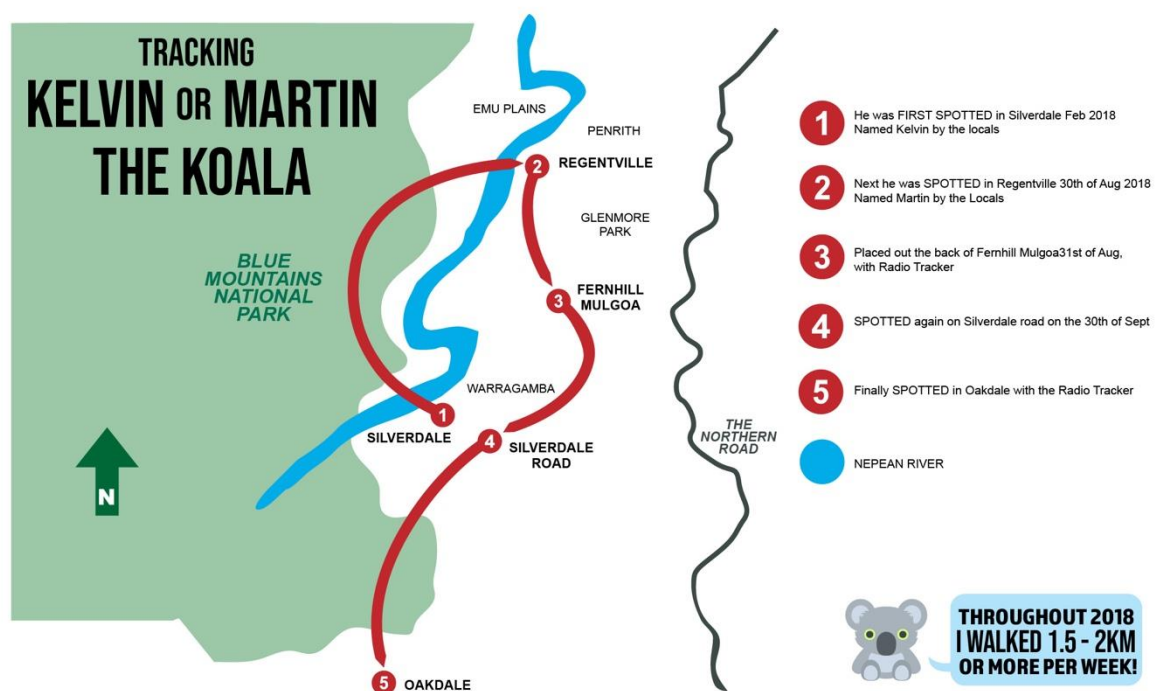 TRACKING
KELVIN OR MARTIN
THE KOALA
EMU PLAINS
PENRITH
2
REGENTVILLE
GLENMORE
PARK
BLUE
MOUNTAINS
NATIONAL
PARK
3
FERNHILL
MULGOA
WARRAGAMBA
1
SILVERDALE
4
SILVERDALE
ROAD
THE
NORTHERN
ROAD
N
5
OAKDALE
1
He was FIRST SPOTTED in Silverdale Feb 2018
Named Kelvin by the locals
2
Next he was SPOTTED in Regentville 30th of Aug 2018
Named Martin by the Locals
3
Placed out the back of Fernhill Mulgoa31st of Aug,
with Radio Tracker
4
SPOTTED again on Silverdale road on the 30th of Sept
5
Finally SPOTTED in Oakdale with the Radio Tracker
NEPEAN RIVER
THROUGHOUT 2018
I WALKED 1.5 - 2KM
OR MORE PER WEEK!